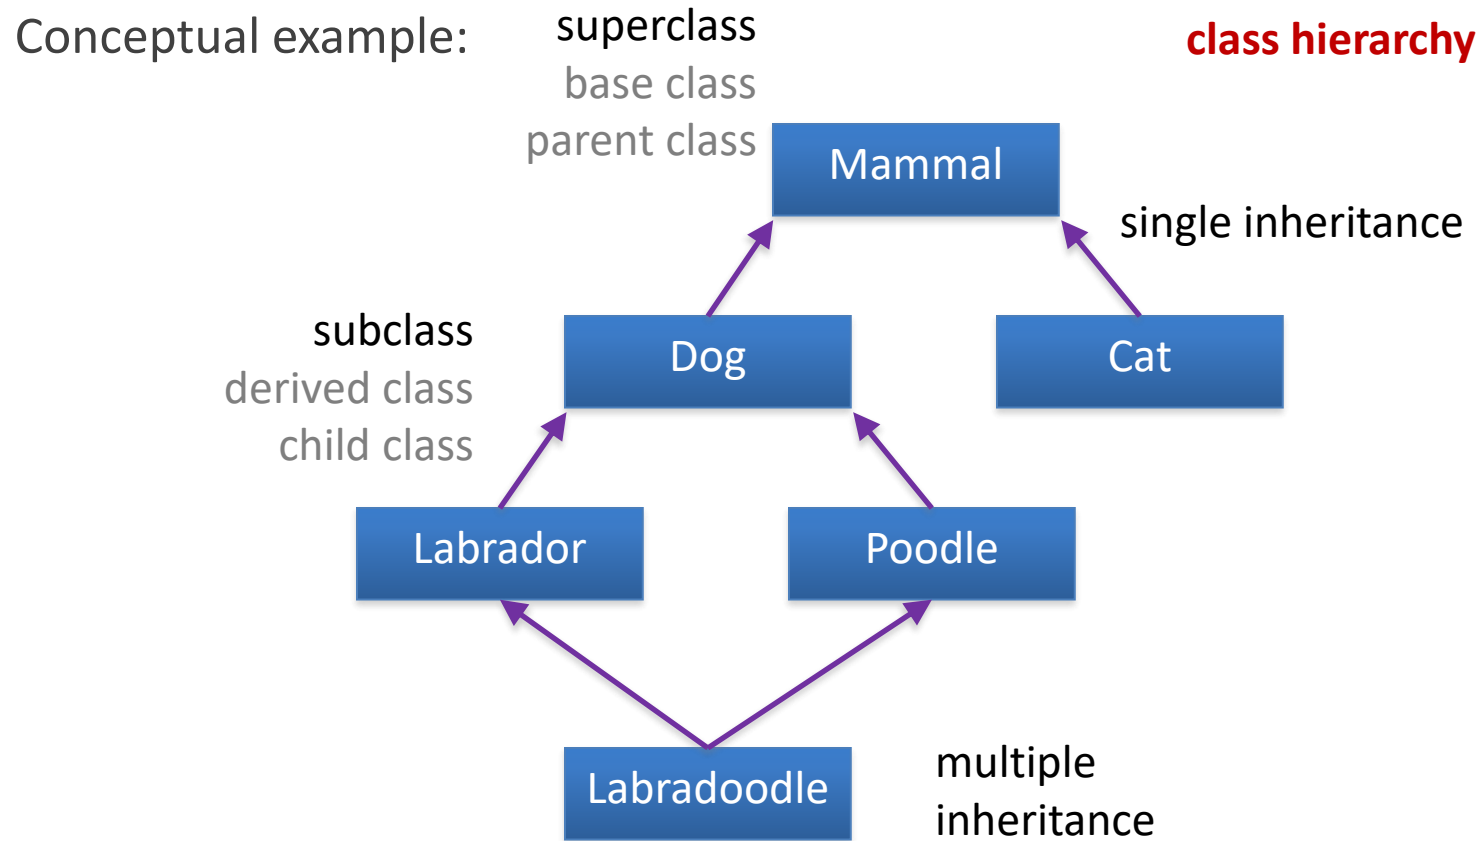 Conceptual example:
superclass
base class
parent class
class hierarchy
Mammal
single inheritance
subclass
derived class
child class
Dog
Cat
Labrador
Poodle
Labradoodle
multiple
inheritance